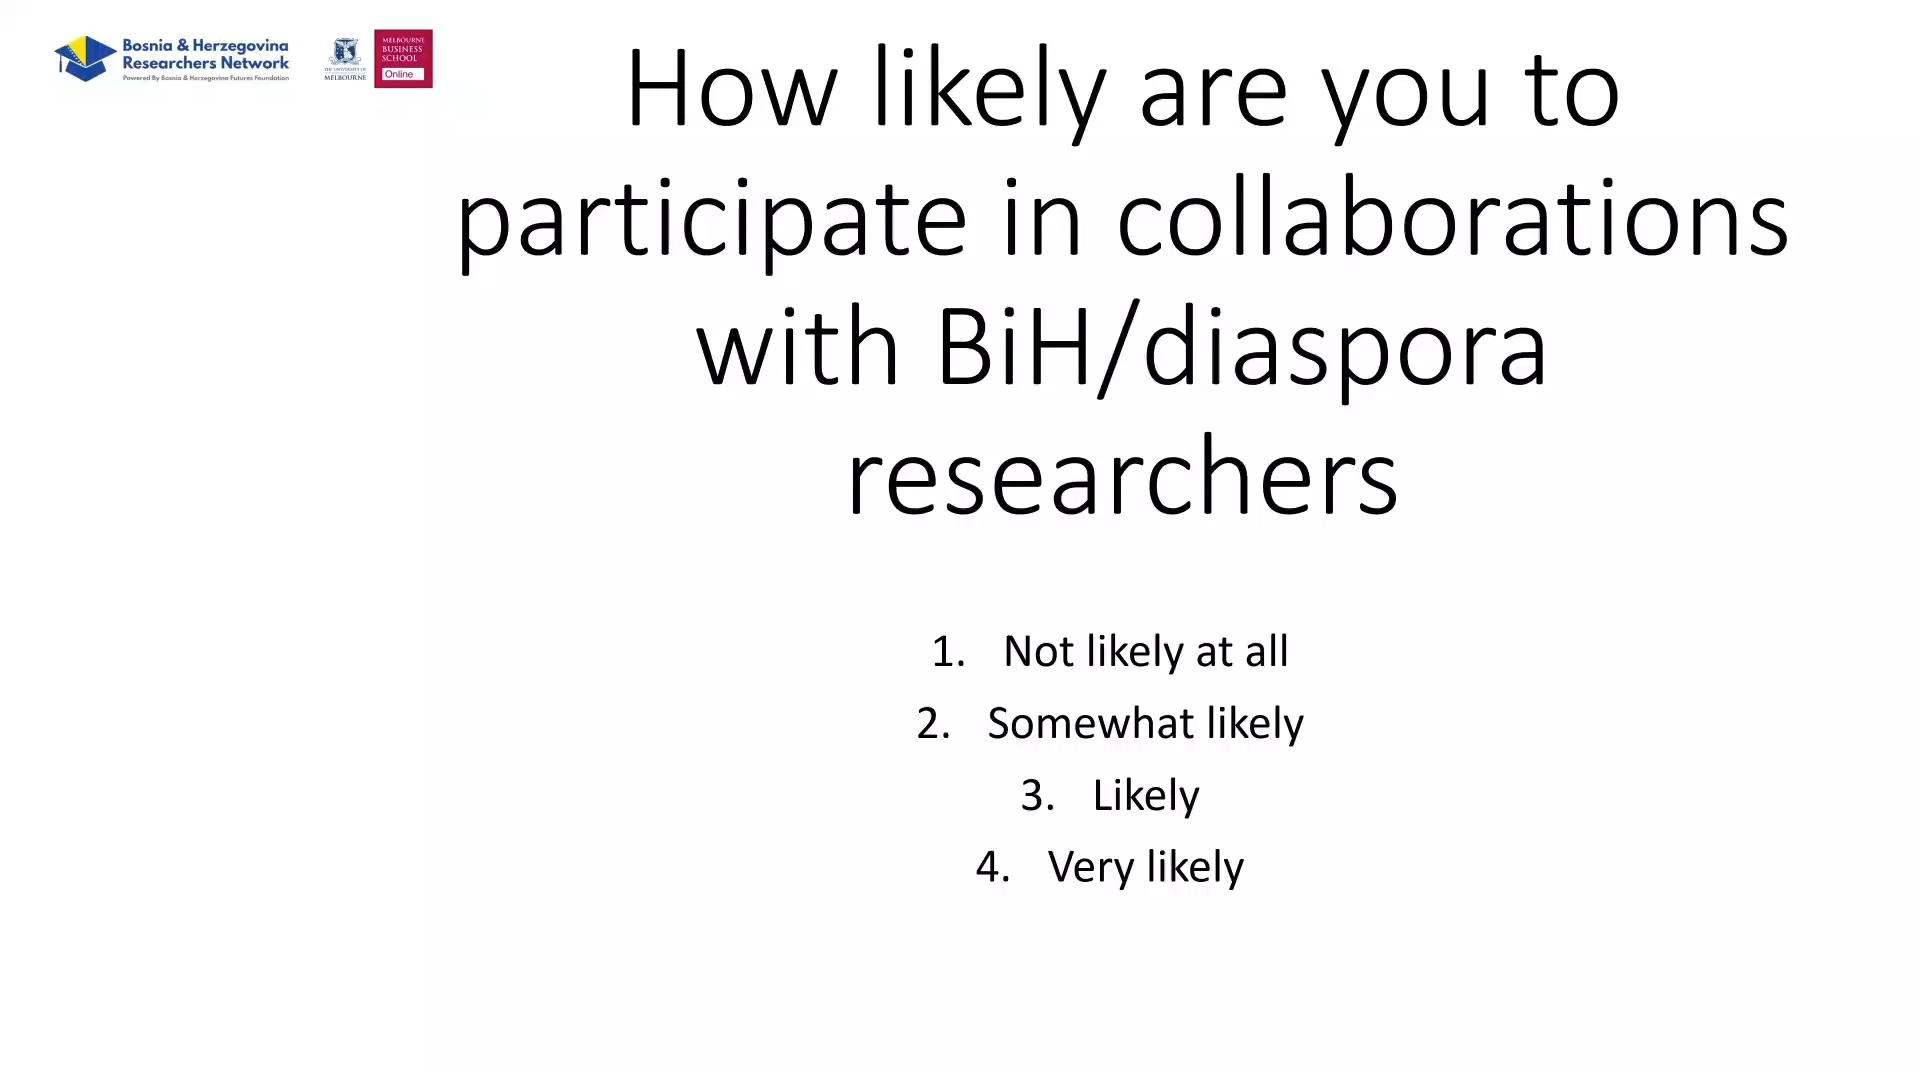 Bosnia & Herzegovina
Researchers Network
Powered By Bosnia & Herzegovina Futures Foundation
THE UNIVERSITY OF
MELBOURNE
MELBOURNE
BUSINESS
SCHOOL
Online
How likely are you to
participate in collaborations
with BiH/diaspora
researchers
1. Not likely at all
2. Somewhat likely
3. Likely
4. Very likely